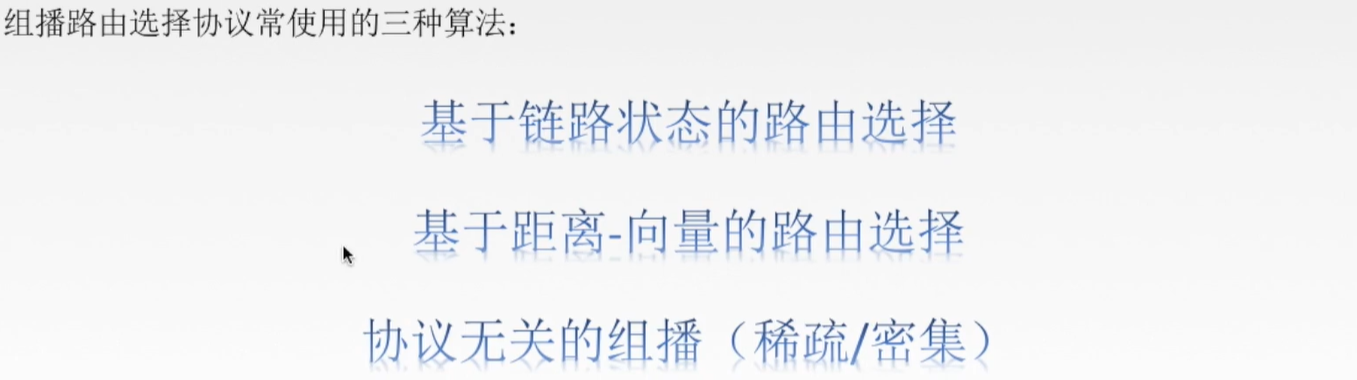 组播路由选择协议常使用的三种算法：
基于链路状态的路由选择
基于距离-向量的路由选择
协议无关的组播（稀疏/密集）